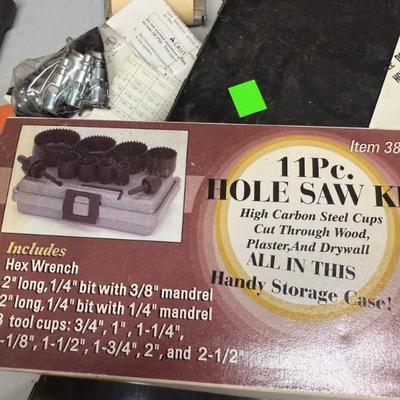 CAUT
Item 38
11Pc.
HOLE SAW K
High Carbon Steel Cups
Cut Through Wood,
Plaster,And Drywall
ALL IN THIS
Handy Storage Case!
Includes
Hex Wrench
2"long,1/4"bit with 3/8" mandrel
2"long,1/4"bit with 1/4" mandrel
tool cups: 3/4", 1", 1-1/4",
-1/8", 1-1/2", 1-3/4", 2", and 2-1/2"